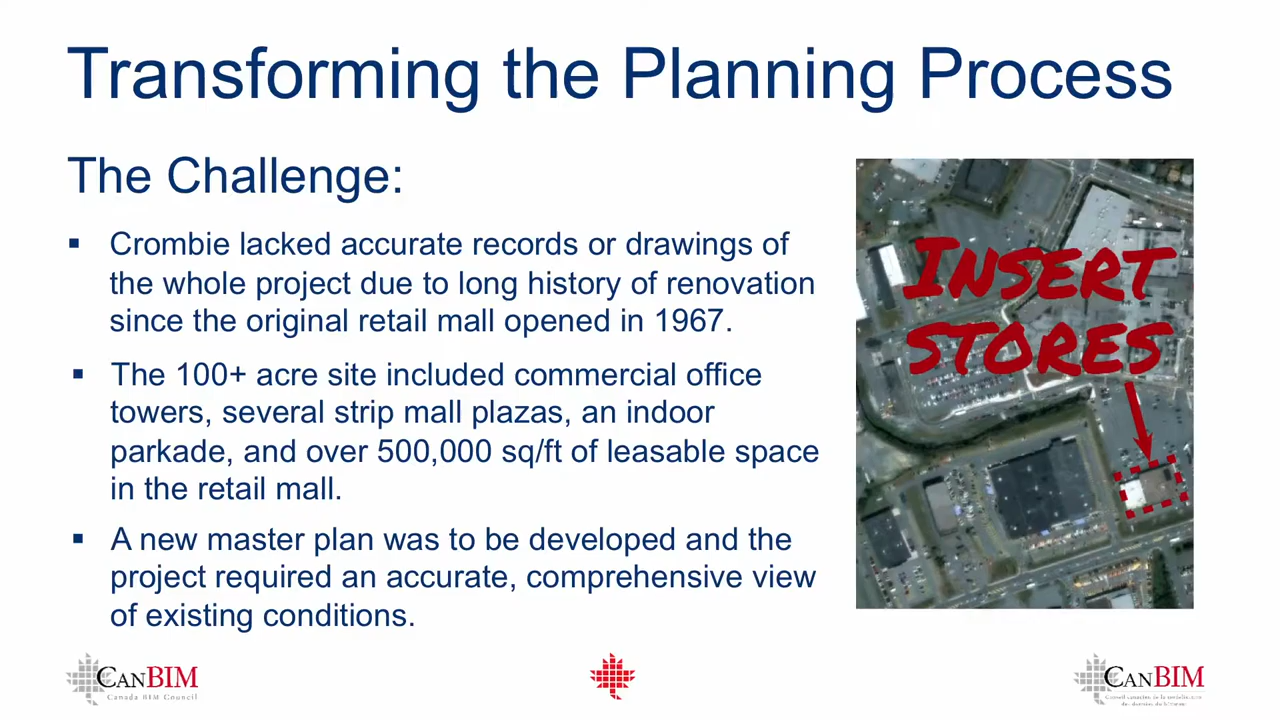 Transforming the Planning Process
The Challenge:
▪ Crombie lacked accurate records or drawings of
the whole project due to long history of renovation
since the original retail mall opened in 1967.
▪ The 100+ acre site included commercial office
towers, several strip mall plazas, an indoor
parkade, and over 500,000 sq/ft of leasable space
in the retail mall.
▪ A new master plan was to be developed and the
project required an accurate, comprehensive view
of existing conditions.
INSERT
STORES
CANBIM
Canada BIM Council
CANBIM